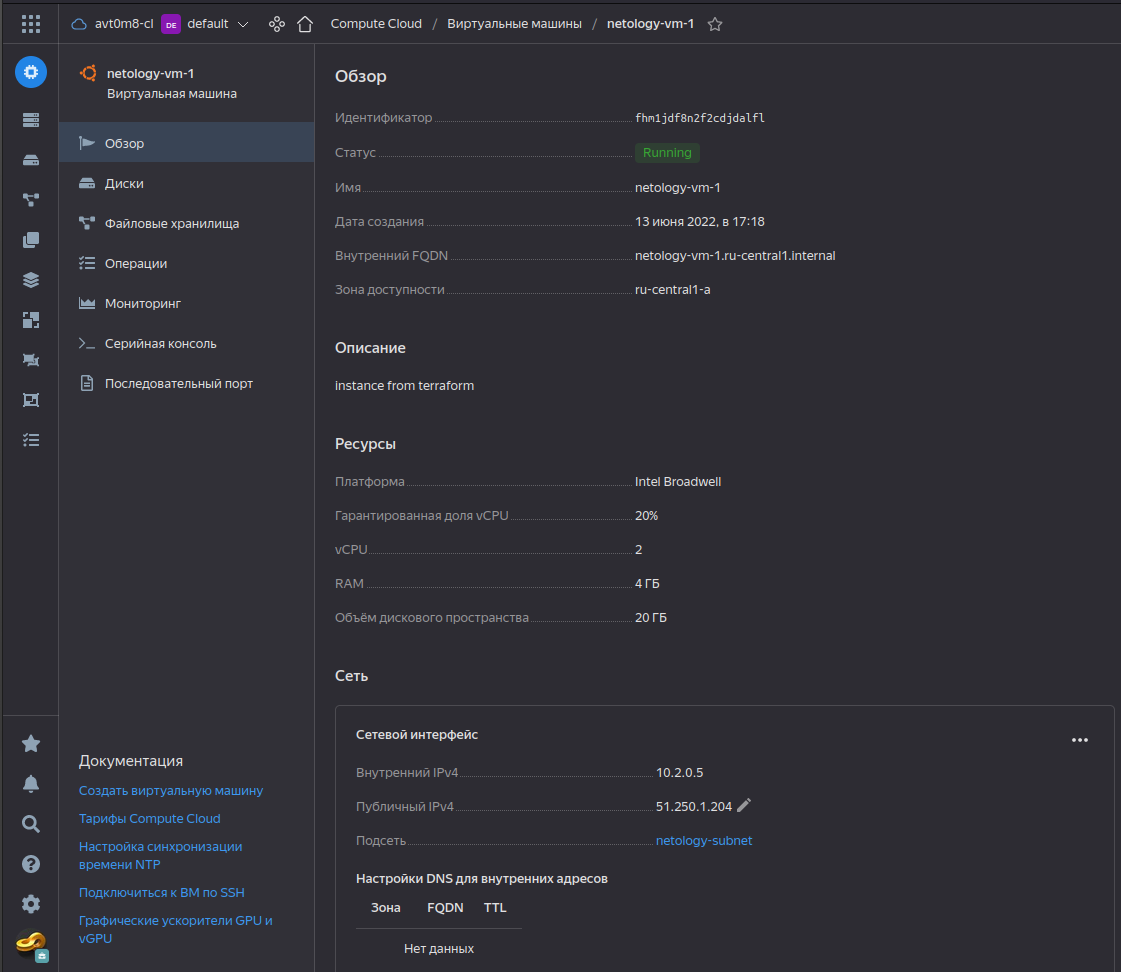 avt0m8-cl DE default Compute Cloud / Виртуальные машины / netology-vm-1
netology-vm-1
Виртуальная машина
Обзор
Диски
Файловые хранилища
Операции
Мониторинг
Серийная консоль
Последовательный порт
Документация
Создать виртуальную машину
Тарифы Compute Cloud
Настройка синхронизации
времени NTP
Подключиться к ВМ по SSH
Графические ускорители GPU и
vGPU
Обзор
Идентификатор fhm1jdf8n2f2cdjdalfl
Статус Running
Имя netology-vm-1
Дата создания 13 июня 2022, в 17:18
Внутренний FQDN netology-vm-1.ru-central1.internal
Зона доступности ru-central1-a
Описание
instance from terraform
Ресурсы
Платформа Intel Broadwell
Гарантированная доля vCPU 20%
vCPU 2
RAM 4 ГБ
Объём дискового пространства 20 ГБ
Сеть
Сетевой интерфейс
Внутренний IPv4 10.2.0.5
Публичный IPv4 51.250.1.204
Подсеть netology-subnet
Настройки DNS для внутренних адресов
Зона FQDN TTL
Нет данных